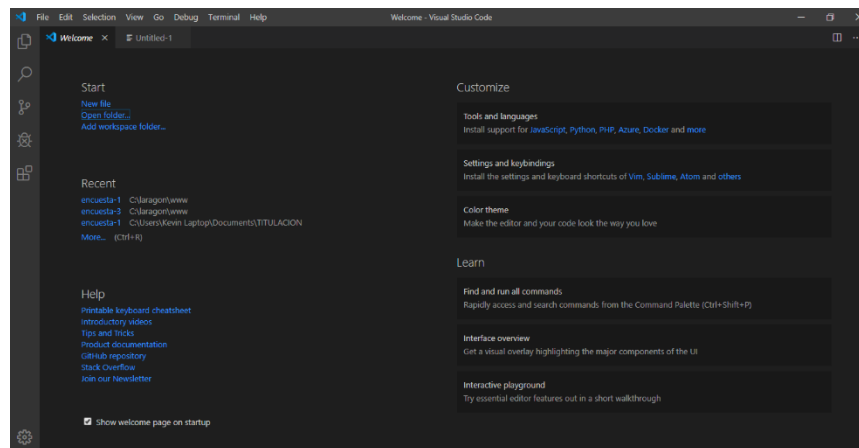 File Edit Selection View Go Debug Terminal Help
Welcome - Visual Studio Code
Welcome
Untitled-1
Start
New file
Open folder...
Add workspace folder...
Recent
encuesta-1 C:\laragon\www
encuesta-3 C:\laragon\www
encuesta-1 C:\Users\Kevin Laptop\Documents\TITULACION
More... (Ctrl+R)
Help
Printable keyboard cheatsheet
Introductory videos
Tips and Tricks
Product documentation
GitHub repository
Stack Overflow
Join our Newsletter
Show welcome page on startup
Customize
Tools and languages
Install support for JavaScript, Python, PHP, Azure, Docker and more
Settings and keybindings
Install the settings and keyboard shortcuts of Vim, Sublime, Atom and others
Color theme
Make the editor and your code look the way you love
Learn
Find and run all commands
Rapidly access and search commands from the Command Palette (Ctrl+Shift+P)
Interface overview
Get a visual overlay highlighting the major components of the UI
Interactive playground
Try essential editor features out in a short walkthrough